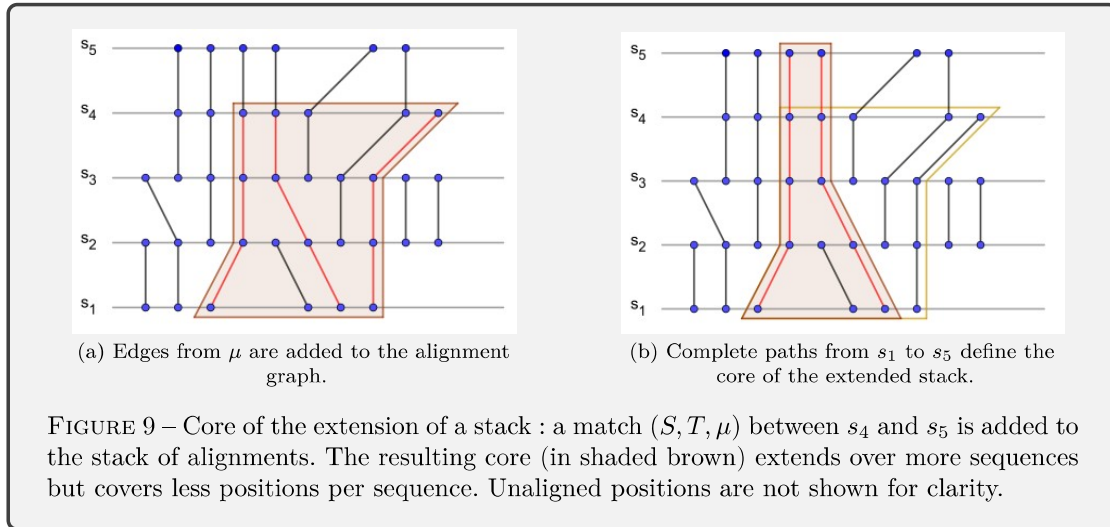 s5
s4
s3
s2
s1
(a) Edges from μ are added to the alignment
graph.
s5
s4
s3
s2
s1
(b) Complete paths from s1 to s5 define the
core of the extended stack.
FIGURE 9 – Core of the extension of a stack : a match (S, T, μ) between s4 and s5 is added to
the stack of alignments. The resulting core (in shaded brown) extends over more sequences
but covers less positions per sequence. Unaligned positions are not shown for clarity.